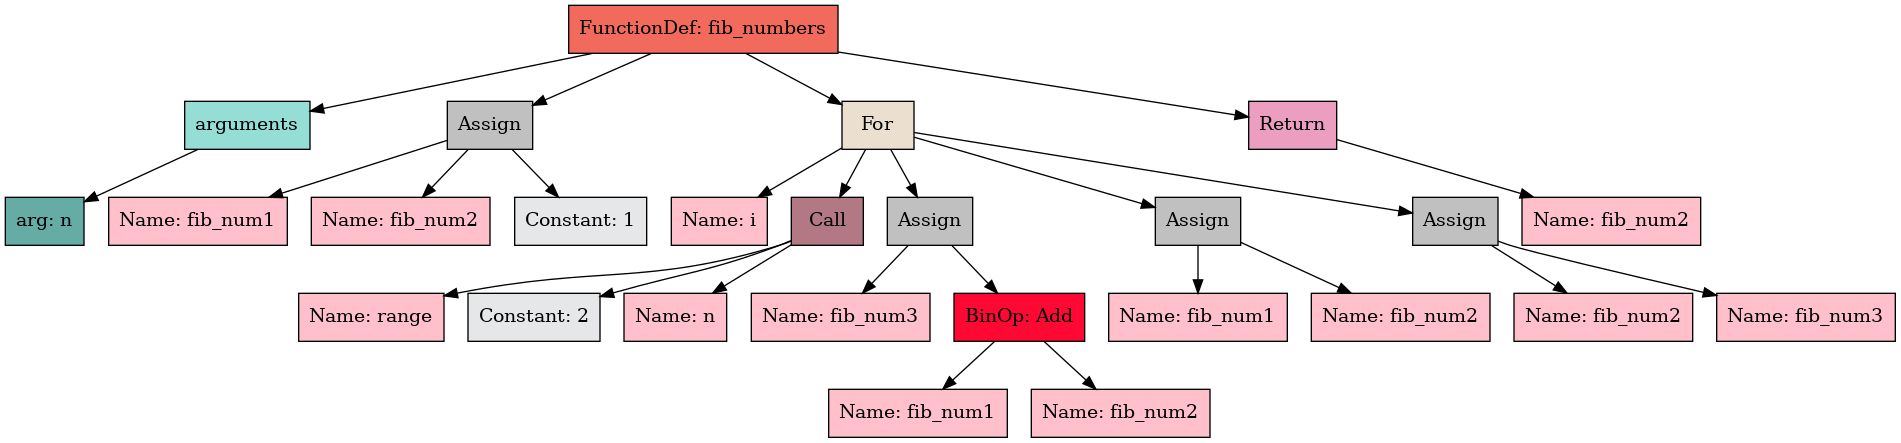 FunctionDef: fib_numbers
arguments
Assign
For
Return
arg: n
Name: fib_num1
Name: fib_num2
Constant: 1
Name: i
Call
Assign
Assign
Assign
Name: fib_num2
Name: range
Constant: 2
Name: n
Name: fib_num3
BinOp: Add
Name: fib_num1
Name: fib_num2
Name: fib_num2
Name: fib_num3
Name: fib_num1
Name: fib_num2